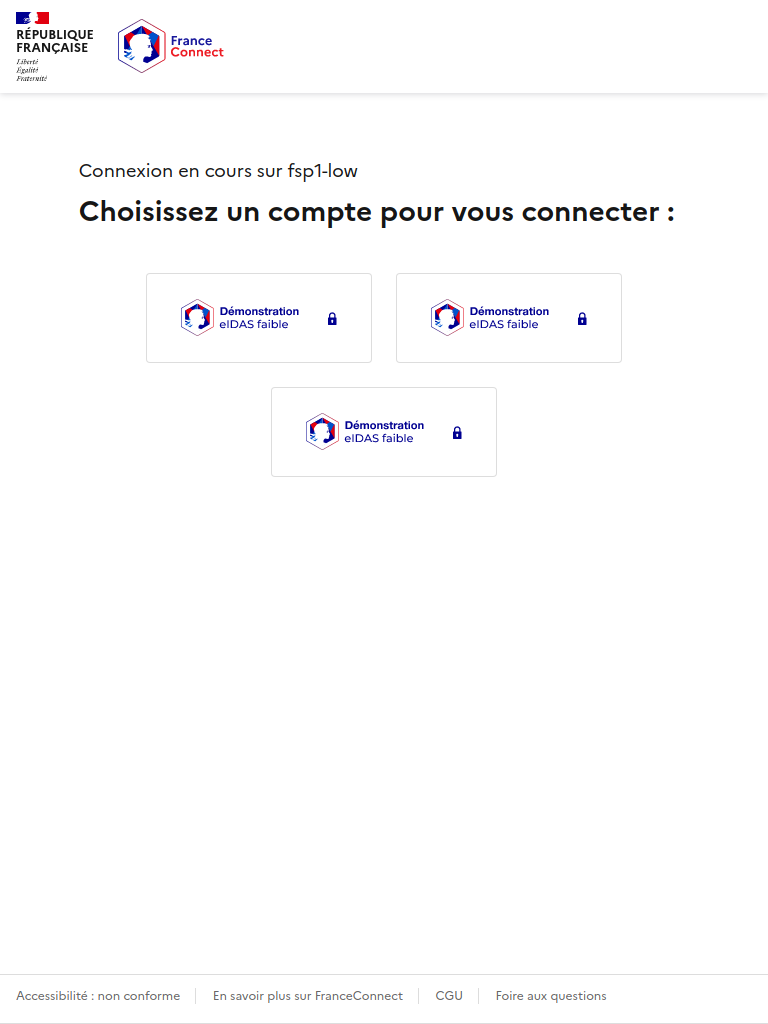 RÉPUBLIQUE
FRANÇAISE
Liberté
Égalité
Fraternité
France
Connect
Connexion en cours sur fsp1-low
Choisissez un compte pour vous connecter :
Démonstration
eIDAS faible
Démonstration
eIDAS faible
Démonstration
eIDAS faible
Accessibilité : non conforme
En savoir plus sur FranceConnect
CGU
Foire aux questions